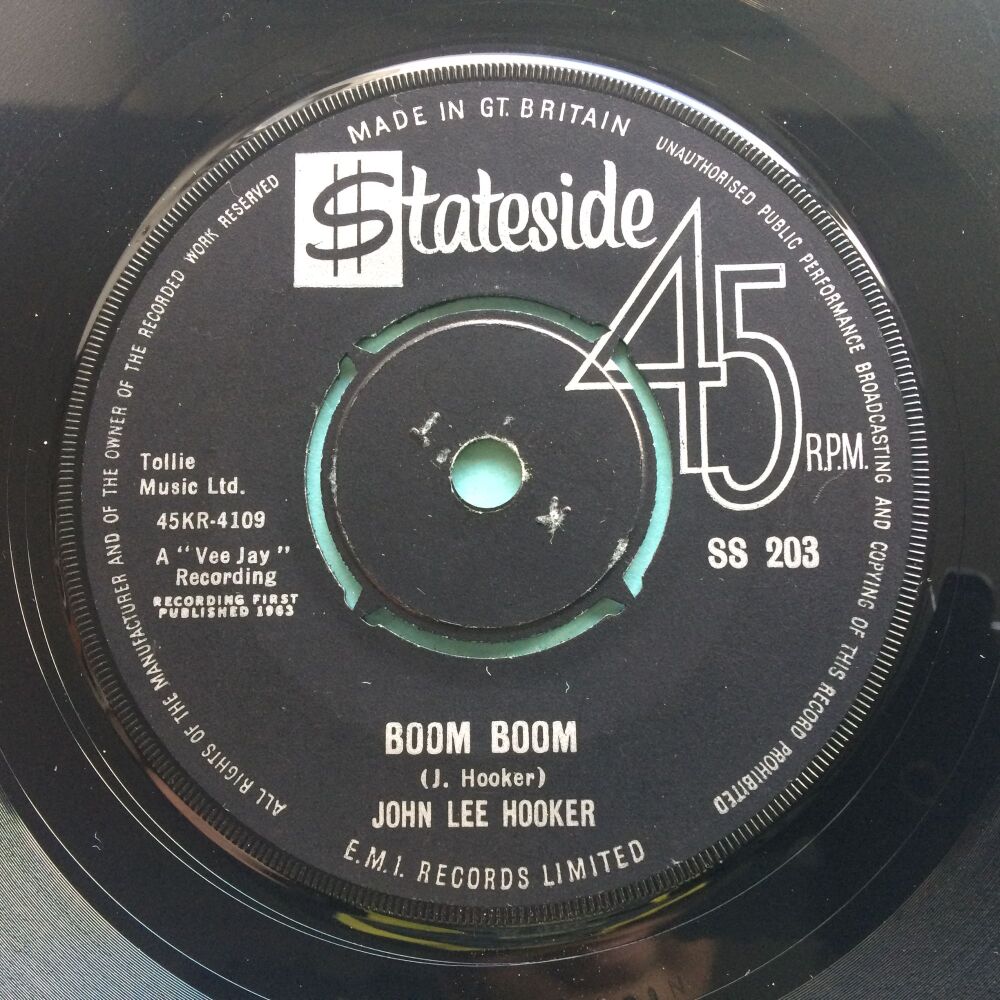 MADE IN GT. BRITAIN
$tateside
45
R.P.M.
UNAUTHORISED PUBLIC PERFORMANCE BROADCASTING AND COPYING OF THIS RECORD PROHIBITED
ALL RIGHTS OF THE MANUFACTURER AND OF THE OWNER OF THE RECORDED WORK RESERVED
Tollie
Music Ltd.
45KR-4109
A "Vee Jay"
Recording
RECORDING FIRST
PUBLISHED 1963
SS 203
BOOM BOOM
(J. Hooker)
JOHN LEE HOOKER
E.M.I. RECORDS LIMITED